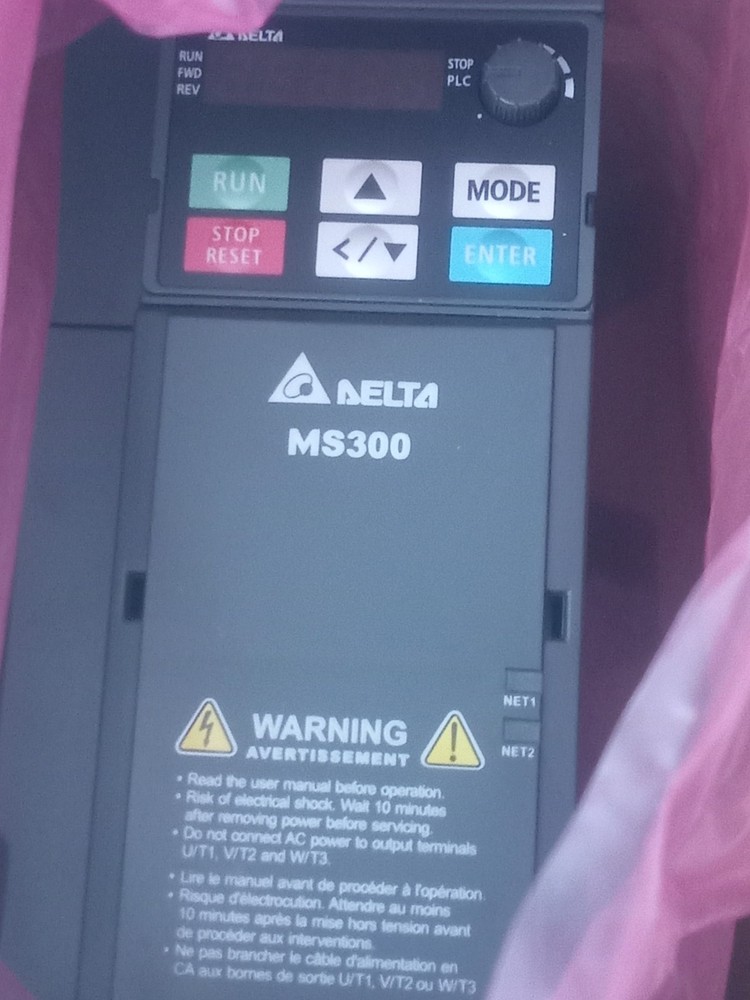 DELTA
RUN
FWD
REV
STOP
PLC
RUN
▲
MODE
STOP
RESET
</▼
ENTER
DELTA
MS300
NET1
NET2
WARNING
AVERTISSEMENT
• Read the user manual before operation.
• Risk of electrical shock. Wait 10 minutes
after removing power before servicing.
• Do not connect AC power to output terminals
U/T1, V/T2 and W/T3.
• Lire le manuel avant de procéder à l'opération
• Risque d'électrocution. Attendre au moins
10 minutes après la mise hors tension avant
de procéder aux interventions.
• Ne pas brancher le câble d'alimentation en
CA aux bornes de sortie U/T1, V/T2 ou W/T3